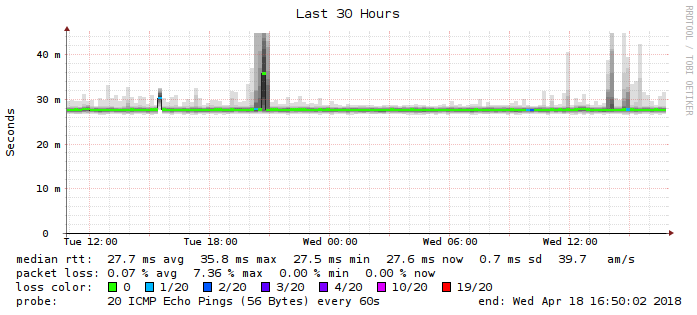 Last 30 Hours
RRDTOOL / TOBI OETIKER
Seconds
40 m
30 m
20 m
10 m
0
Tue 12:00 Tue 18:00 Wed 00:00 Wed 06:00 Wed 12:00
median rtt: 27.7 ms avg 35.8 ms max 27.5 ms min 27.6 ms now 0.7 ms sd 39.7 am/s
packet loss: 0.07 % avg 7.36 % max 0.00 % min 0.00 % now
loss color: 0 1/20 2/20 3/20 4/20 10/20 19/20
probe: 20 ICMP Echo Pings (56 Bytes) every 60s end: Wed Apr 18 16:50:02 2018